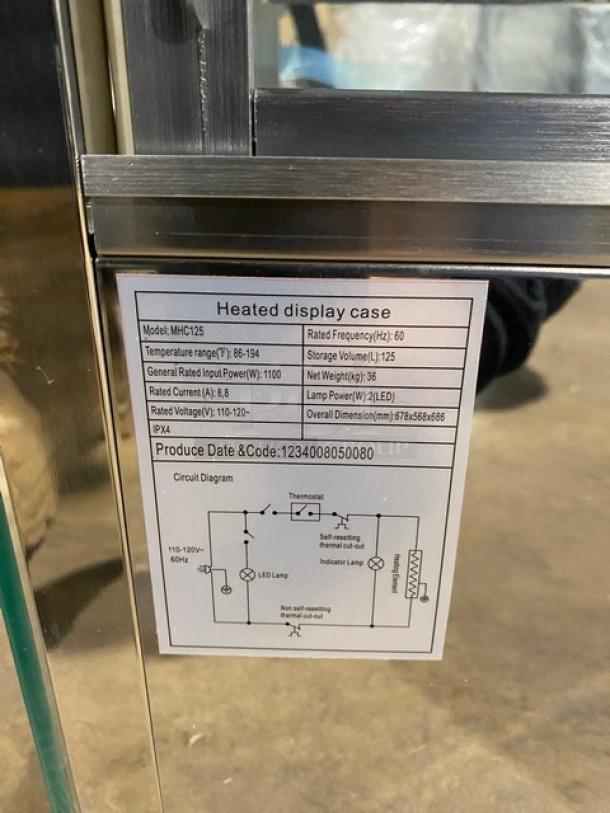 Heated display case
Model: MHC125
Rated Frequency(Hz): 60
Temperature range(℉): 86-194
Storage Volume(L):125
General Rated Input Power(W): 1100
Net Weight(kg): 36
Rated Current (A): 8,8
Lamp Power(W):2(LED)
Rated Voltage(V): 110-120~
Overall Dimension(mm):678x568x686
IPX4
Produce Date &Code:1234008050080
Circuit Diagram
Thermostat
Self-resetting
thermal cut-out
110-120V~
60Hz
Indicator Lamp
Heating Element
LED Lamp
Non self-resetting
thermal cut-out